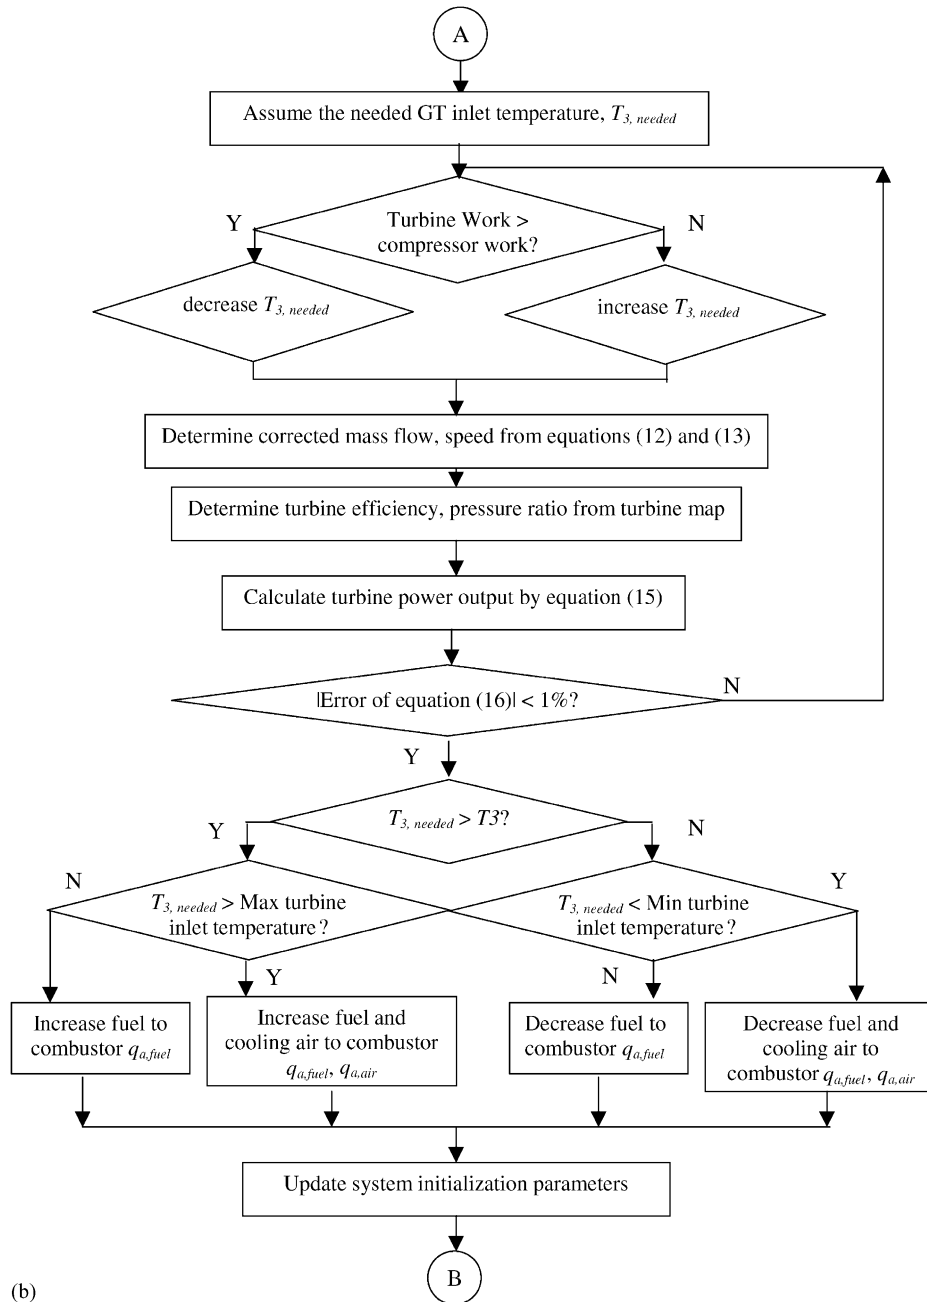 A
Assume the needed GT inlet temperature, T3, needed
Turbine Work >
compressor work?
Y
N
decrease T3, needed
increase T3, needed
Determine corrected mass flow, speed from equations (12) and (13)
Determine turbine efficiency, pressure ratio from turbine map
Calculate turbine power output by equation (15)
|Error of equation (16)| < 1%?
N
Y
T3, needed > T3?
Y
N
N
T3, needed > Max turbine
inlet temperature?
T3, needed < Min turbine
inlet temperature?
Y
Y
N
Increase fuel to
combustor qa,fuel
Increase fuel and
cooling air to combustor
qa,fuel, qa,air
Decrease fuel to
combustor qa,fuel
Decrease fuel and
cooling air to
combustor qa,fuel, qa,air
Update system initialization parameters
B
(b)